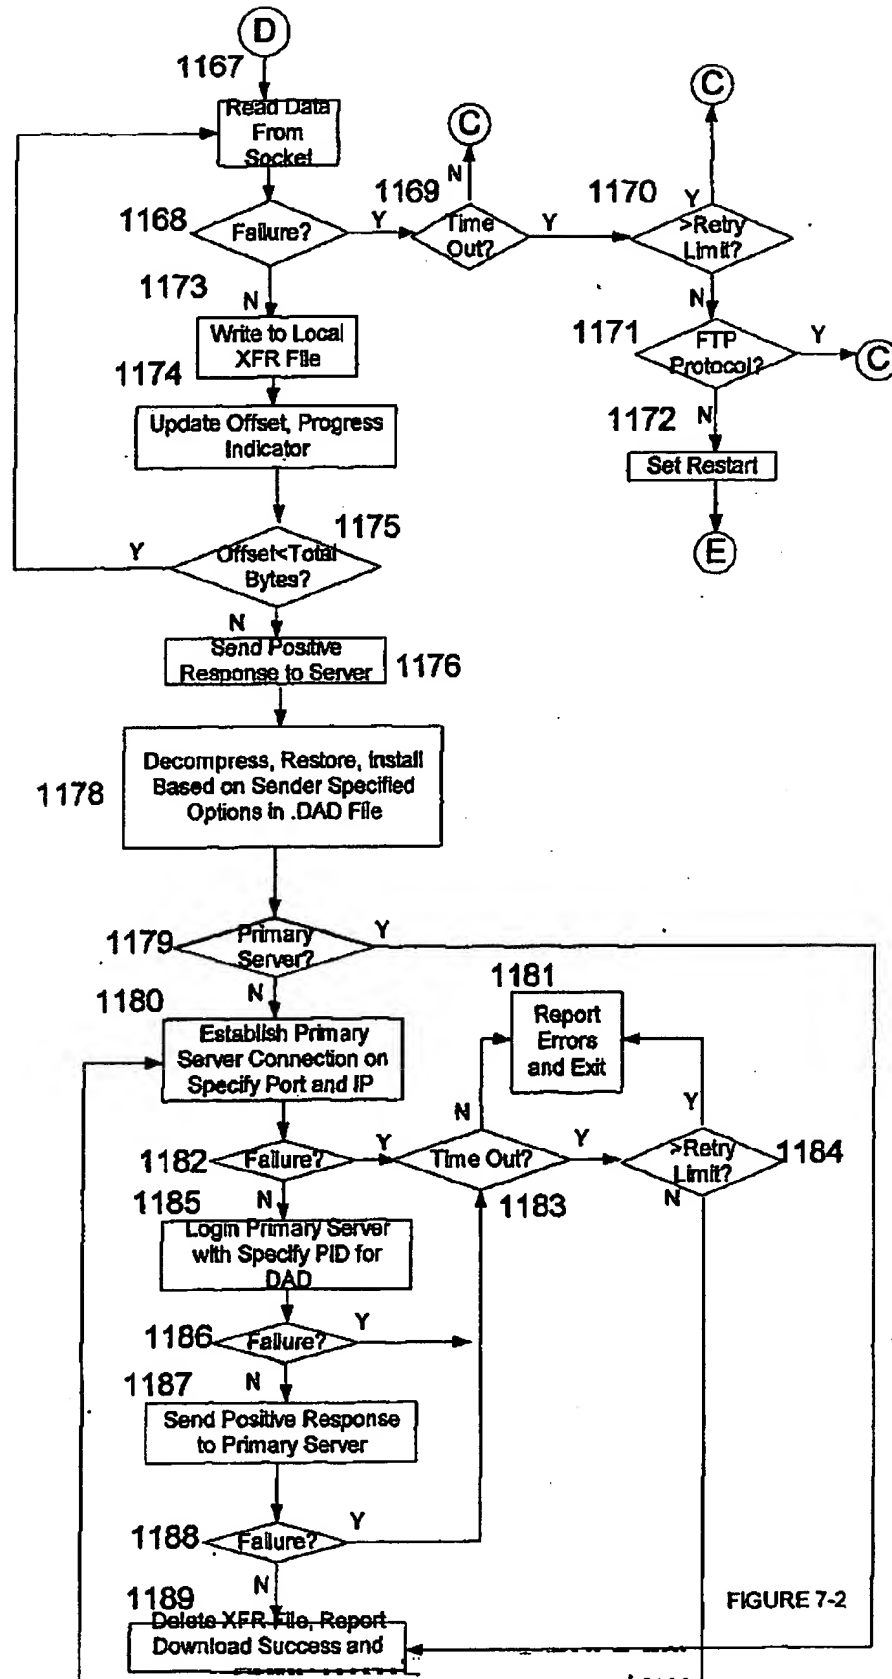 D
1167
Read Data
From
Socket
1168
Failure?
Y
1169
Time
Out?
N
C
Y
1170
>Retry
Limit?
Y
C
N
1171
FTP
Protocol?
Y
C
1172
N
Set Restart
E
1173
N
Write to Local
XFR File
1174
Update Offset, Progress
Indicator
1175
Offset<Total
Bytes?
Y
N
Send Positive
Response to Server
1176
1178
Decompress, Restore, Install
Based on Sender Specified
Options in .DAD File
1179
Primary
Server?
Y
N
1180
Establish Primary
Server Connection on
Specify Port and IP
1181
Report
Errors
and Exit
1182
Failure?
Y
N
Time Out?
1183
Y
N
>Retry
Limit?
1184
Y
N
1185
Login Primary Server
with Specify PID for
DAD
1186
Failure?
Y
N
1187
Send Positive Response
to Primary Server
1188
Failure?
Y
N
1189
Delete XFR File, Report
Download Success and
FIGURE 7-2